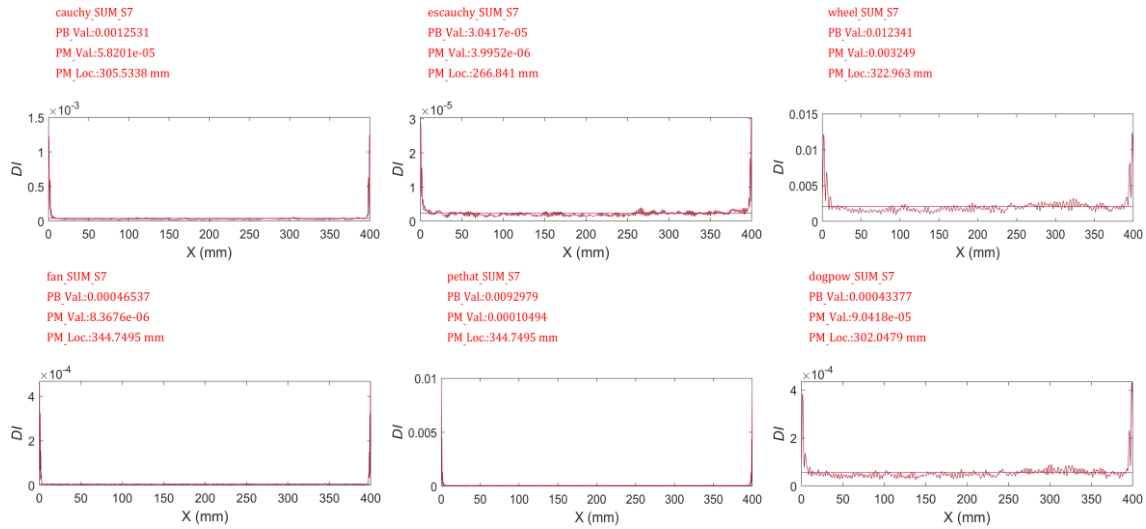 cauchy_SUM_S7
PB_Val.:0.0012531
PM_Val.:5.8201e-05
PM_Loc.:305.5338 mm
×10⁻³
1.5
1
0.5
0
DI
0 50 100 150 200 250 300 350 400
X (mm)
escauchy_SUM_S7
PB_Val.:3.0417e-05
PM_Val.:3.9952e-06
PM_Loc.:266.841 mm
×10⁻⁵
3
2
1
0
DI
0 50 100 150 200 250 300 350 400
X (mm)
wheel_SUM_S7
PB_Val.:0.012341
PM_Val.:0.003249
PM_Loc.:322.963 mm
0.015
0.01
0.005
0
DI
0 50 100 150 200 250 300 350 400
X (mm)
fan_SUM_S7
PB_Val.:0.00046537
PM_Val.:8.3676e-06
PM_Loc.:344.7495 mm
×10⁻⁴
4
2
0
DI
0 50 100 150 200 250 300 350 400
X (mm)
pethat_SUM_S7
PB_Val.:0.0092979
PM_Val.:0.00010494
PM_Loc.:344.7495 mm
0.01
0.005
0
DI
0 50 100 150 200 250 300 350 400
X (mm)
dogpow_SUM_S7
PB_Val.:0.00043377
PM_Val.:9.0418e-05
PM_Loc.:302.0479 mm
×10⁻⁴
4
2
0
DI
0 50 100 150 200 250 300 350 400
X (mm)